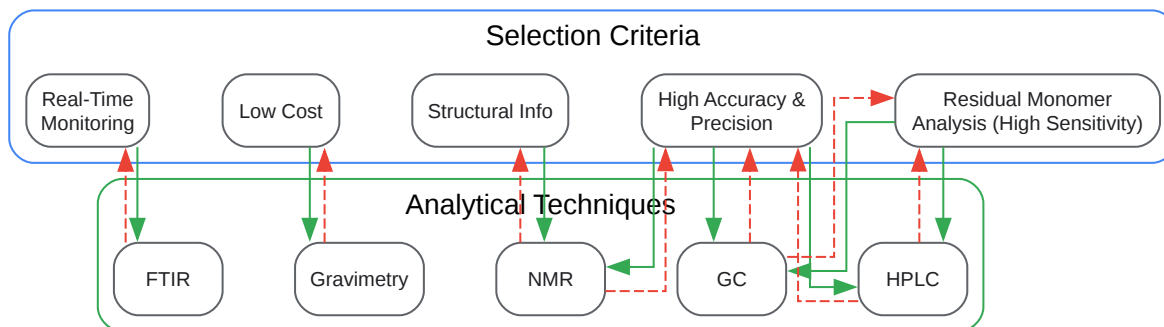 Selection Criteria
Real-Time
Monitoring
Low Cost
Structural Info
High Accuracy &
Precision
Residual Monomer
Analysis (High Sensitivity)
Analytical Techniques
FTIR
Gravimetry
NMR
GC
HPLC